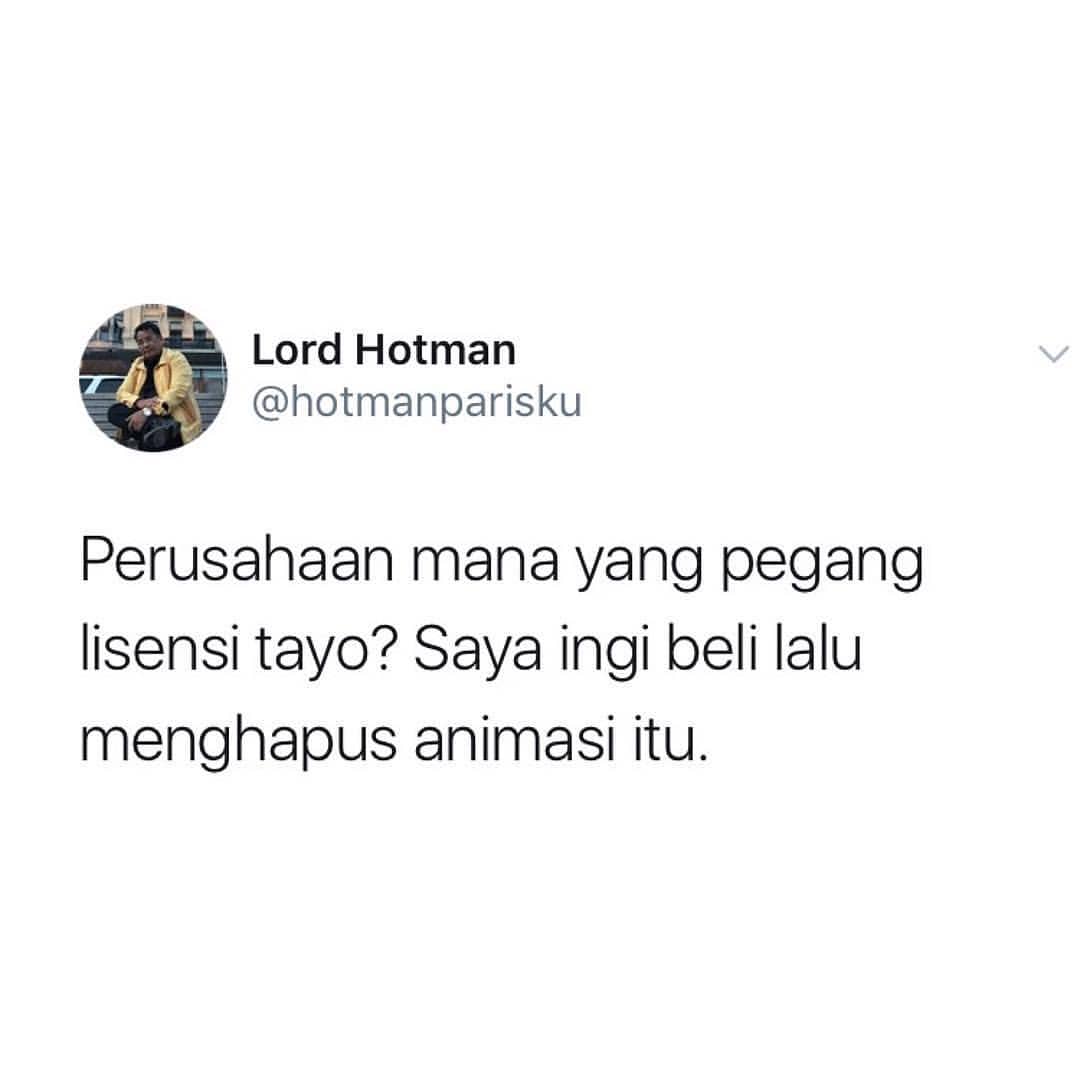 Lord Hotman
@hotmanparisku
Perusahaan mana yang pegang
lisensi tayo? Saya ingi beli lalu
menghapus animasi itu.